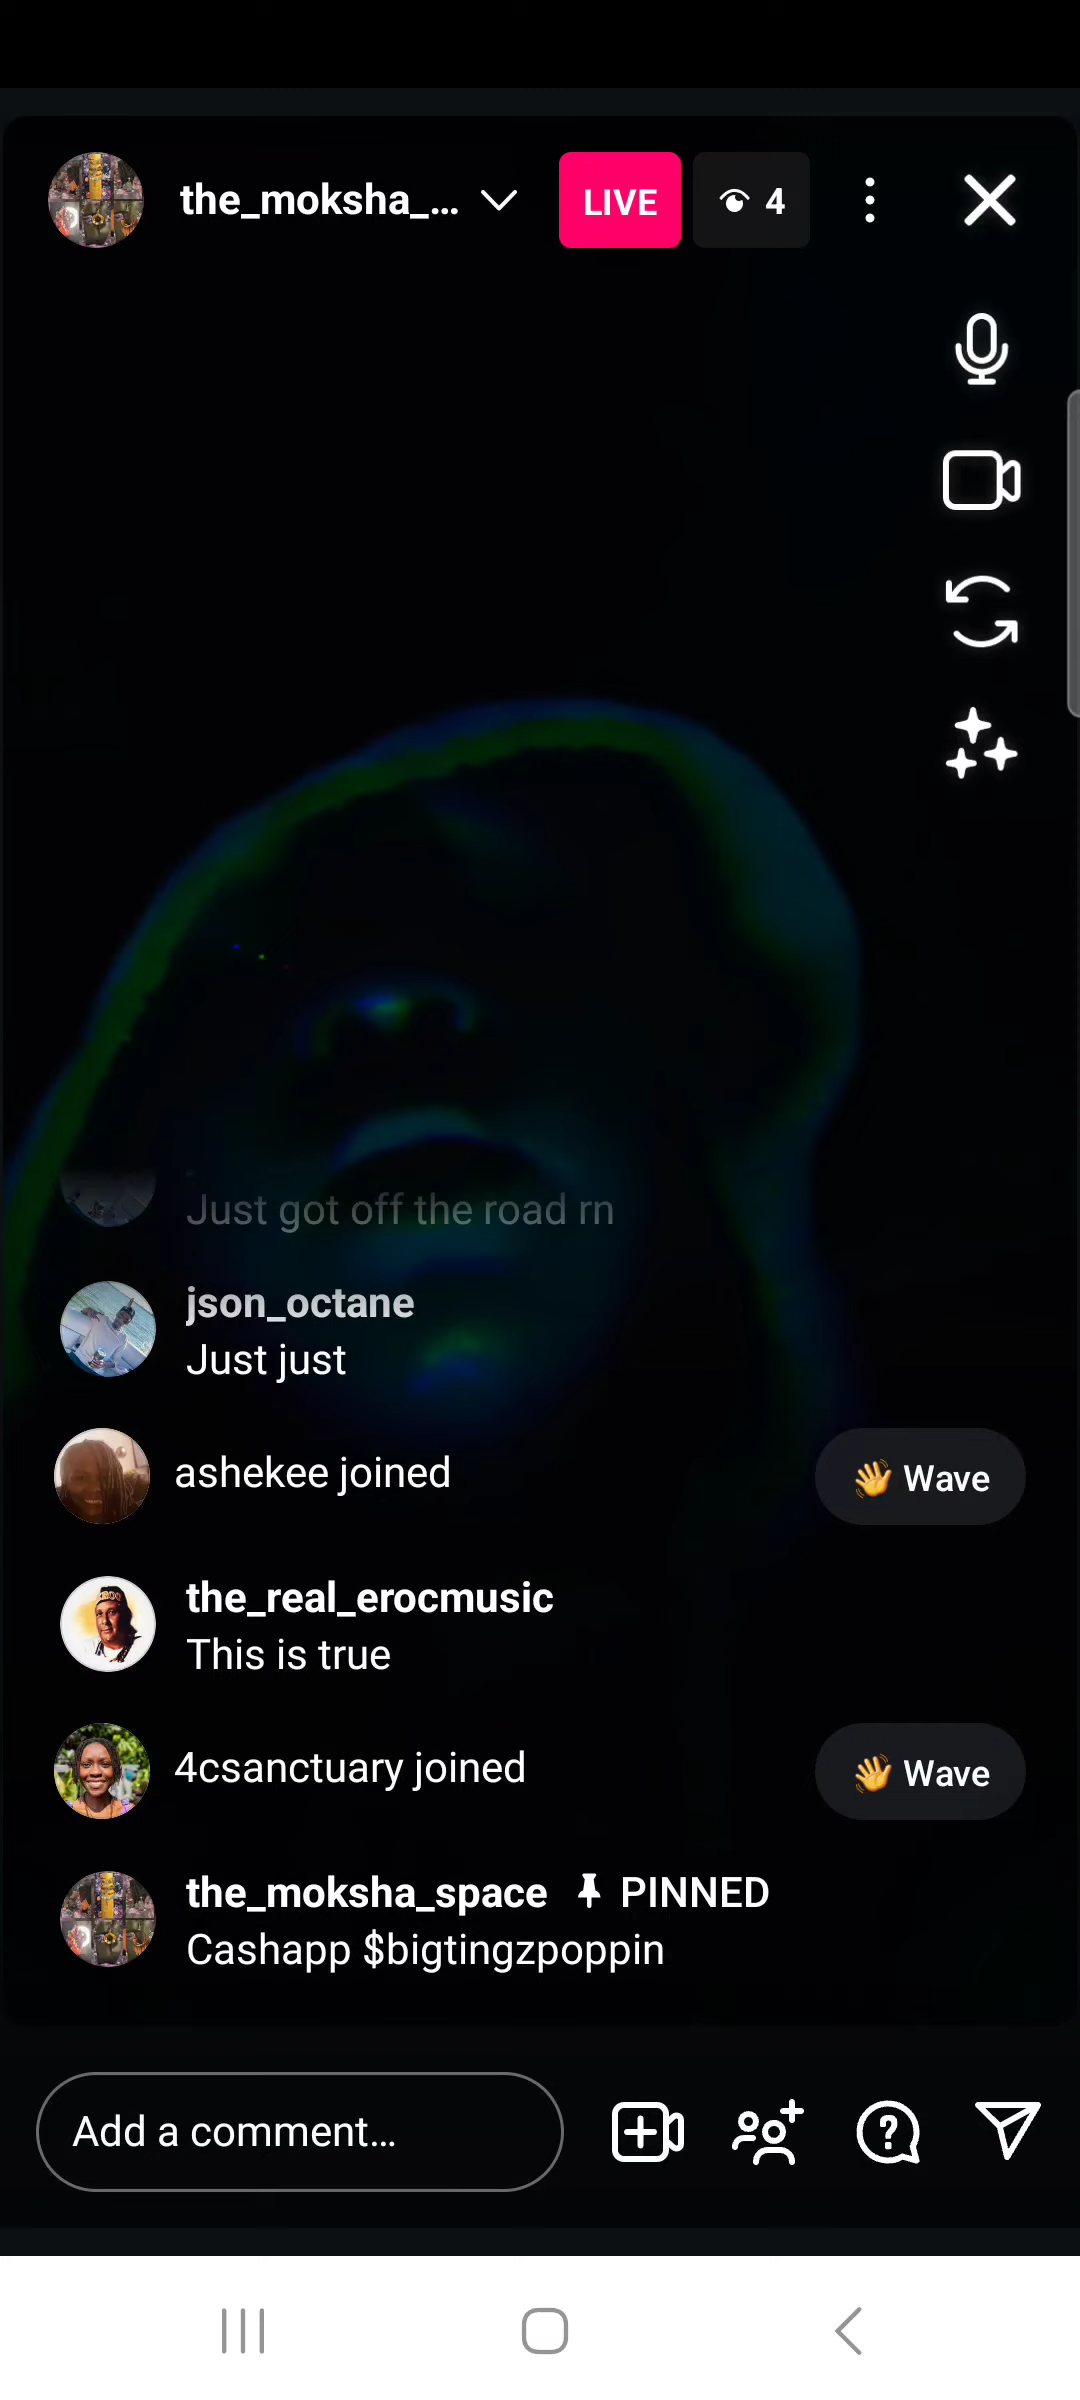 the_moksha_...
LIVE
4
Just got off the road rn
json_octane
Just just
ashekee joined
👋 Wave
the_real_erocmusic
This is true
4csanctuary joined
👋 Wave
the_moksha_space 📌 PINNED
Cashapp $bigtingzpoppin
Add a comment...